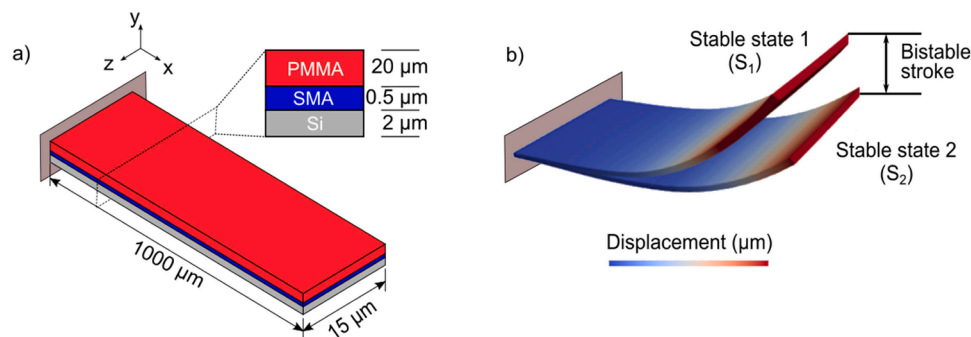 a)
y
z
x
PMMA
20 µm
SMA
0.5 µm
Si
2 µm
1000 µm
15 µm
b)
Stable state 1
(S₁)
Bistable
stroke
Stable state 2
(S₂)
Displacement (µm)